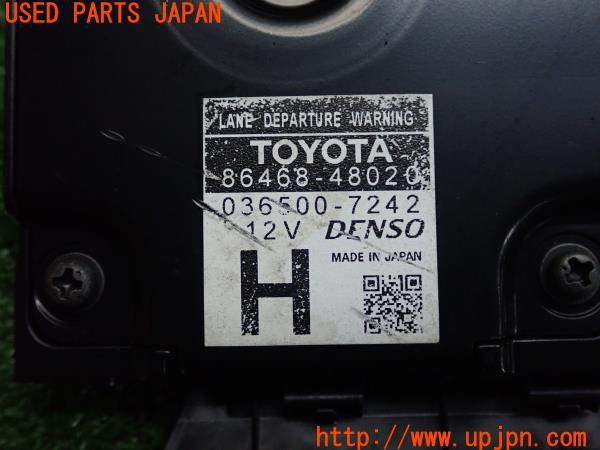 USED PARTS JAPAN
LANE DEPARTURE WARNING
TOYOTA
86468-48020
036500-7242
12V DENSO
H
MADE IN JAPAN
http://www.upjpn.com